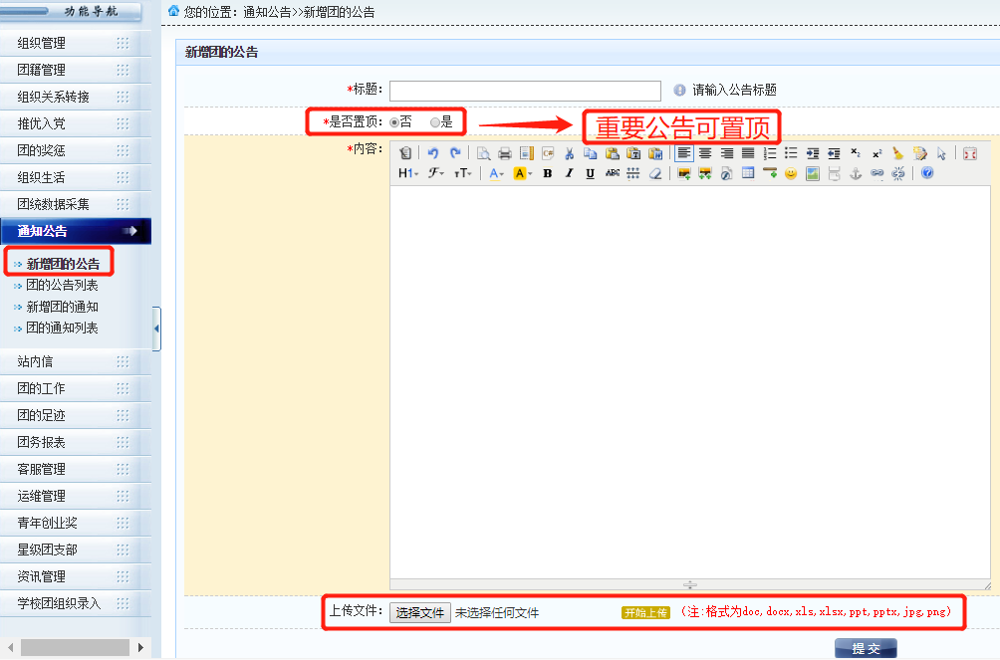 功能导航
您的位置：通知公告>>新增团的公告
组织管理
团籍管理
组织关系转接
推优入党
团的奖惩
组织生活
团统数据采集
通知公告
新增团的公告
团的公告列表
新增团的通知
团的通知列表
站内信
团的工作
团的足迹
团务报表
客服管理
运维管理
青年创业奖
星级团支部
资讯管理
学校团组织录入
新增团的公告
*标题： 请输入公告标题
*是否置顶： 否 是
重要公告可置顶
*内容：
H1 F тT A A B I U ABC
上传文件： 选择文件 未选择任何文件 开始上传 （注:格式为doc,docx,xls,xlsx,ppt,pptx,jpg,png）
提 交